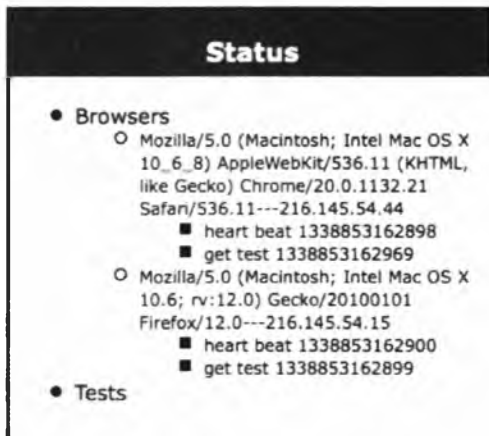 Status
● Browsers
○ Mozilla/5.0 (Macintosh; Intel Mac OS X
10_6_8) AppleWebKit/536.11 (KHTML,
like Gecko) Chrome/20.0.1132.21
Safari/536.11---216.145.54.44
■ heart beat 1338853162898
■ get test 1338853162969
○ Mozilla/5.0 (Macintosh; Intel Mac OS X
10.6; rv:12.0) Gecko/20100101
Firefox/12.0---216.145.54.15
■ heart beat 1338853162900
■ get test 1338853162899
● Tests